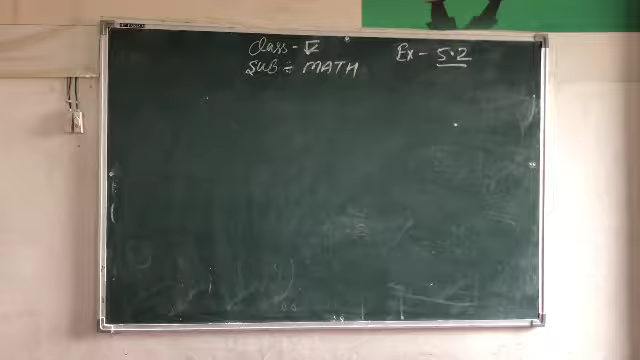 Class - V
Ex - 5.2
Sub = MATH